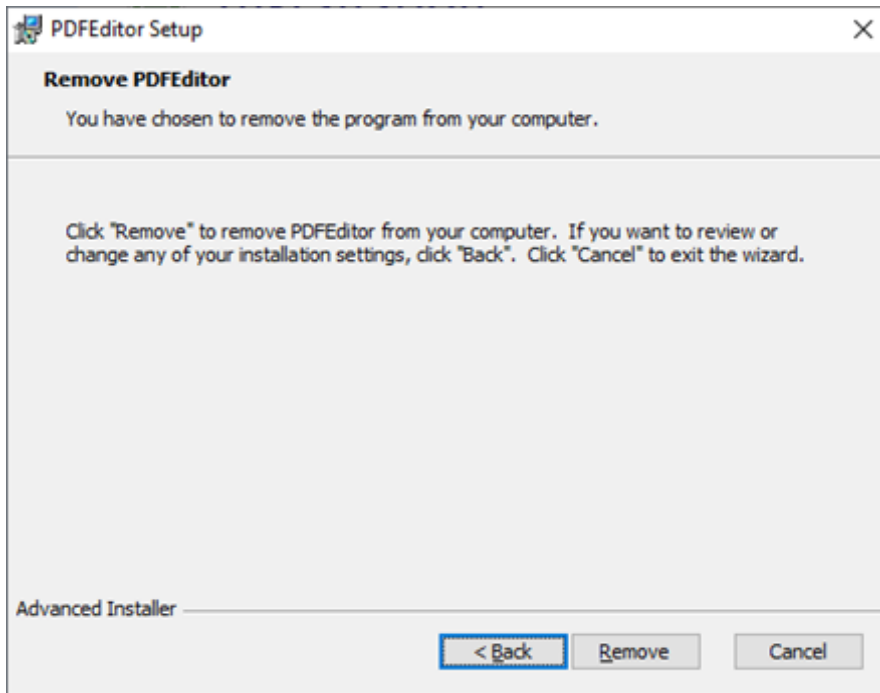 PDFEditor Setup
Remove PDFEditor
You have chosen to remove the program from your computer.
Click "Remove" to remove PDFEditor from your computer.  If you want to review or
change any of your installation settings, click "Back".  Click "Cancel" to exit the wizard.
Advanced Installer
< Back
Remove
Cancel